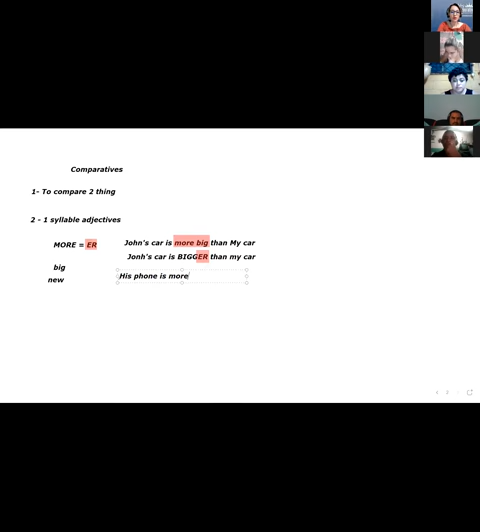 Comparatives
1- To compare 2 thing
2 - 1 syllable adjectives
MORE = ER
John's car is more big than My car
Jonh's car is BIGGER than my car
big
His phone is more
new